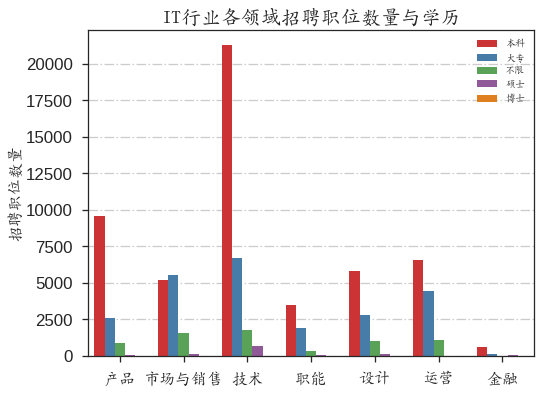 IT行业各领域招聘职位数量与学历
本科
大专
不限
硕士
博士
招聘职位数量
20000
17500
15000
12500
10000
7500
5000
2500
0
产品 市场与销售 技术 职能 设计 运营 金融